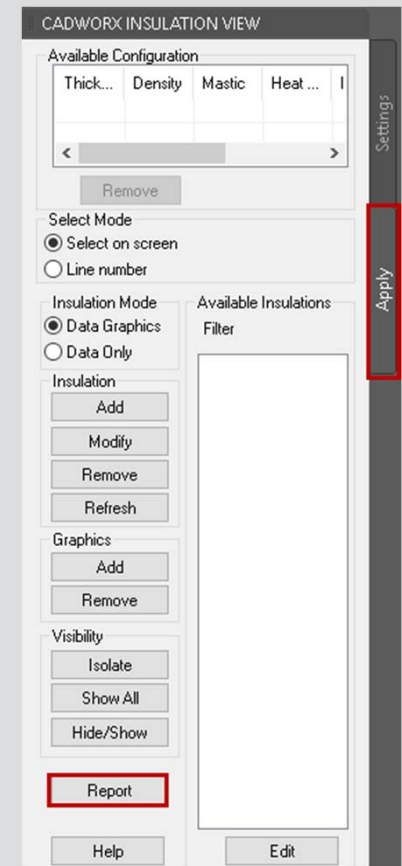 CADWORX INSULATION VIEW
Available Configuration
Thick... Density Mastic Heat ... I
Remove
Select Mode
Select on screen
Line number
Insulation Mode
Data Graphics
Data Only
Insulation
Add
Modify
Remove
Refresh
Graphics
Add
Remove
Visibility
Isolate
Show All
Hide/Show
Report
Help
Available Insulations
Filter
Edit
Settings
Apply